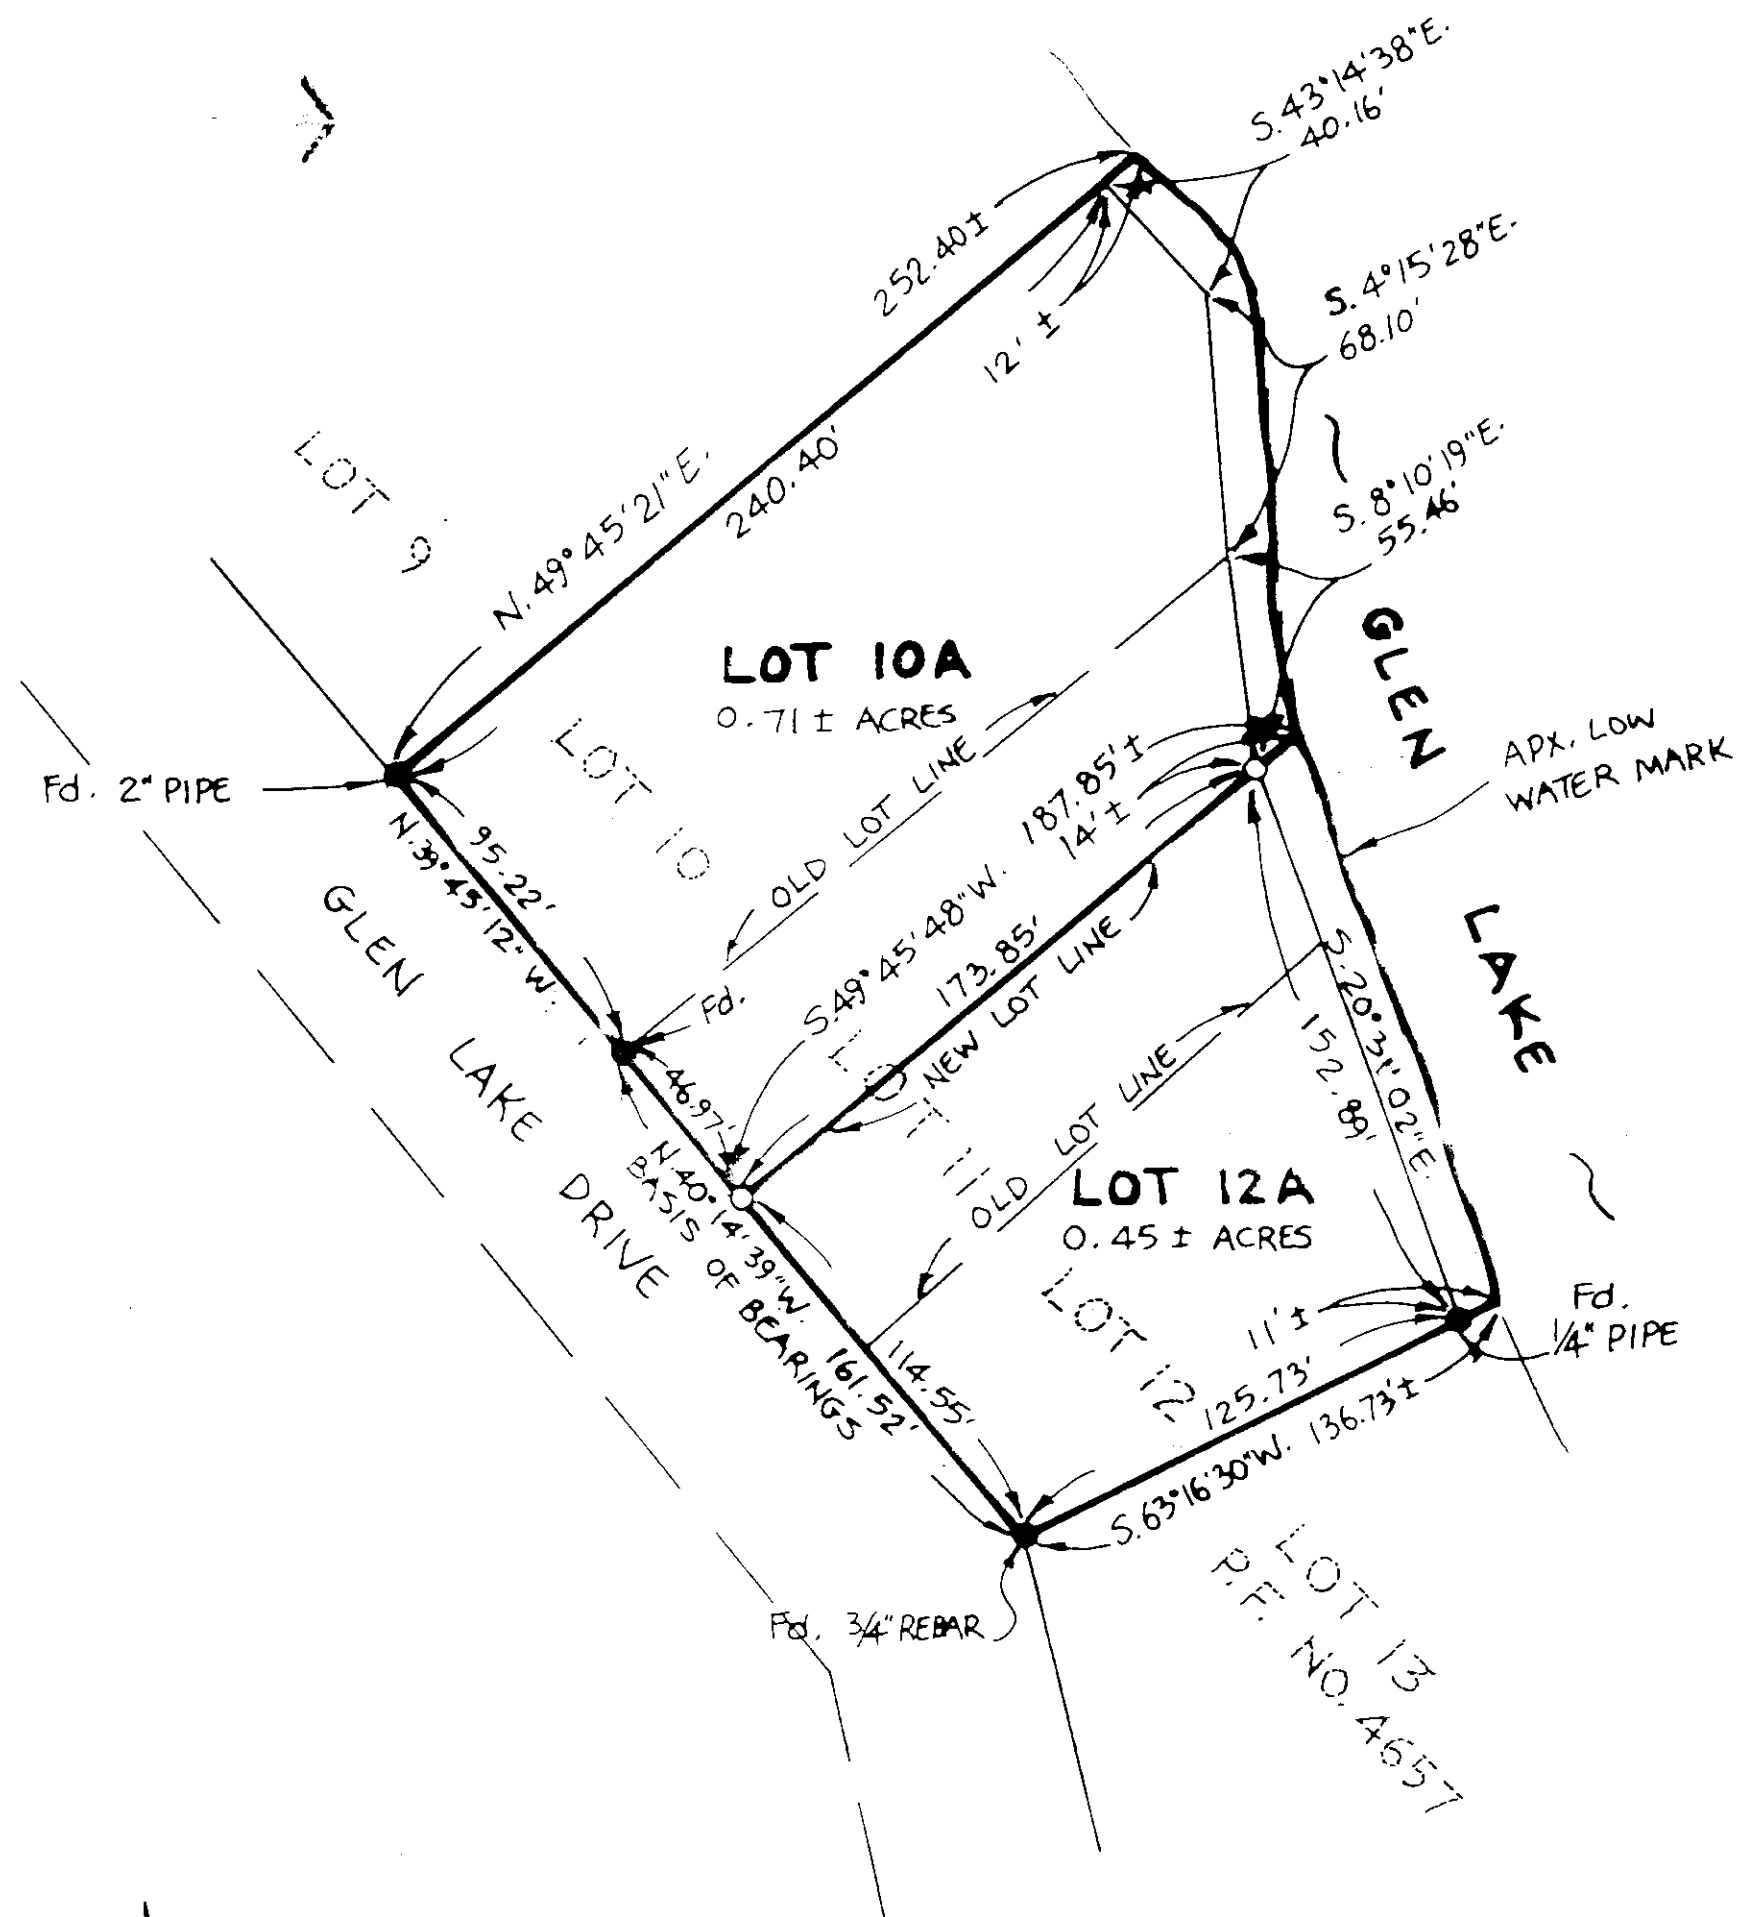 S. 43°14'38"E.
40.16'
S. 4°15'28"E.
68.10'
252.40±
12' ±
N. 49°45'21"E.
240.40'
S. 8°10'19"E.
55.46'
LOT 9
LOT 10A
0.71± ACRES
LOT 10
OLD LOT LINE
Fd. 2" PIPE
95.22'
N.39°45'12"W.
S.49°45'48"W. 187.85'±
14'±
173.85'
NEW LOT LINE
GLEN LAKE
APX. LOW
WATER MARK
Fd.
46.97'
LOT 11
OLD LOT LINE
S.20°31'02"E.
152.89'
GLEN LAKE DRIVE
N.40°14'39"W. 161.52'
BASIS OF BEARINGS
114.55'
LOT 12A
0.45± ACRES
LOT 12
11'±
125.73'
S.63°16'30"W. 136.73'±
Fd.
1/4" PIPE
Fd. 3/4" REBAR
LOT 13
P.F. NO. 4657